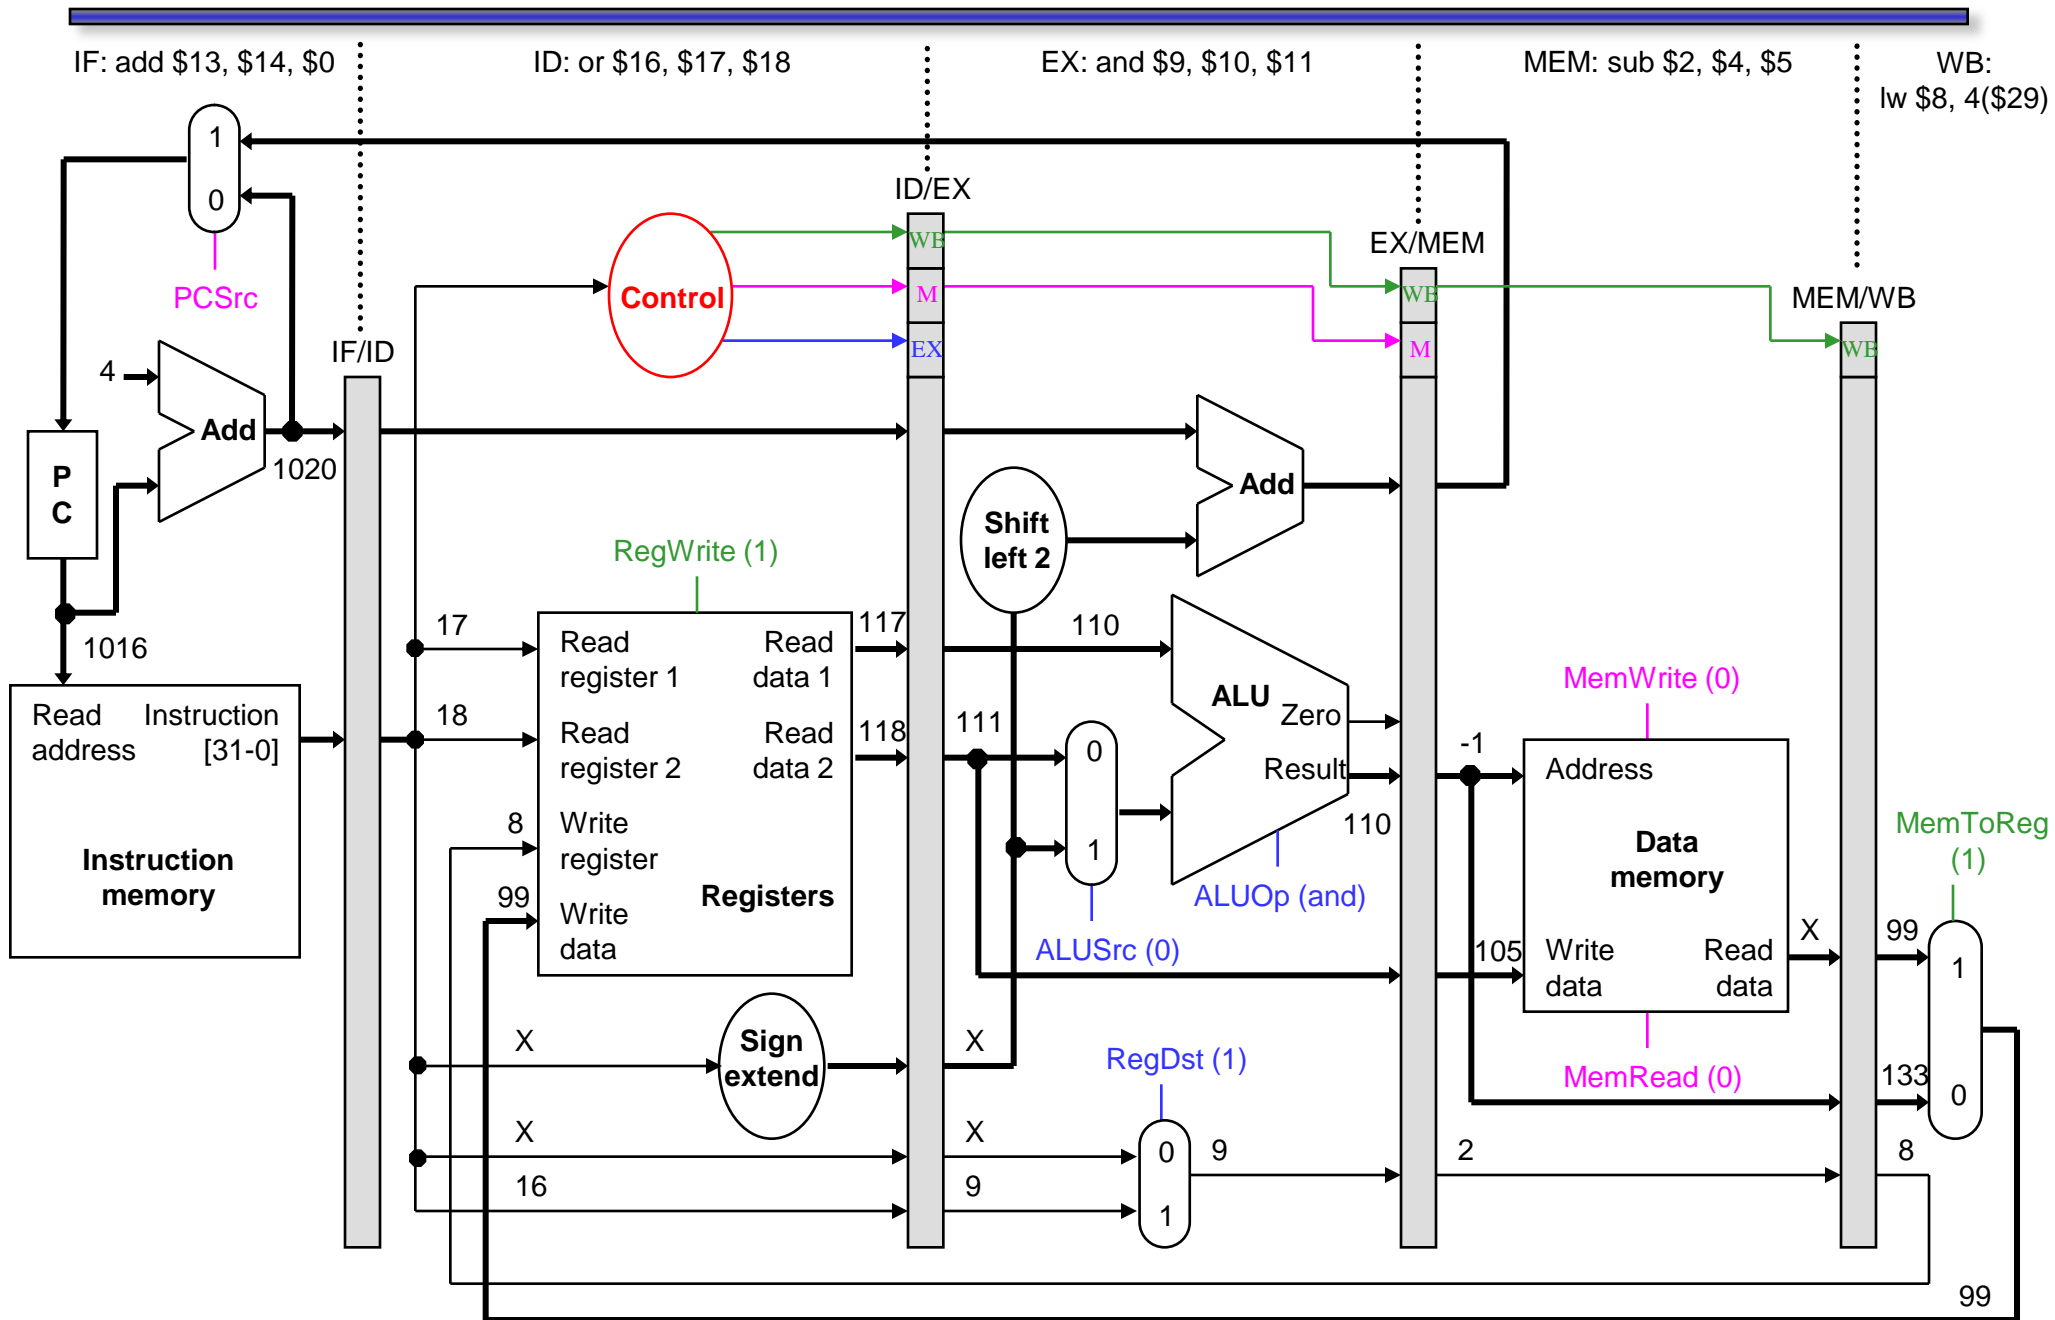 IF: add $13, $14, $0
ID: or $16, $17, $18
EX: and $9, $10, $11
MEM: sub $2, $4, $5
WB:
lw $8, 4($29)
1
0
PCSrc
4
Add
1020
P
C
1016
Read
address
Instruction
[31-0]
Instruction
memory
IF/ID
Control
ID/EX
WB
M
EX
EX/MEM
WB
M
MEM/WB
WB
RegWrite (1)
17
18
8
99
Read
register 1
Read
data 1
Read
register 2
Read
data 2
Write
register
Write
data
Registers
117
118
X
Sign
extend
X
16
Shift
left 2
Add
110
111
0
1
ALUSrc (0)
ALU
Zero
Result
110
ALUOp (and)
X
X
9
RegDst (1)
0
1
9
-1
105
MemWrite (0)
Address
Data
memory
Write
data
Read
data
MemRead (0)
2
X
99
133
8
MemToReg
(1)
1
0
99